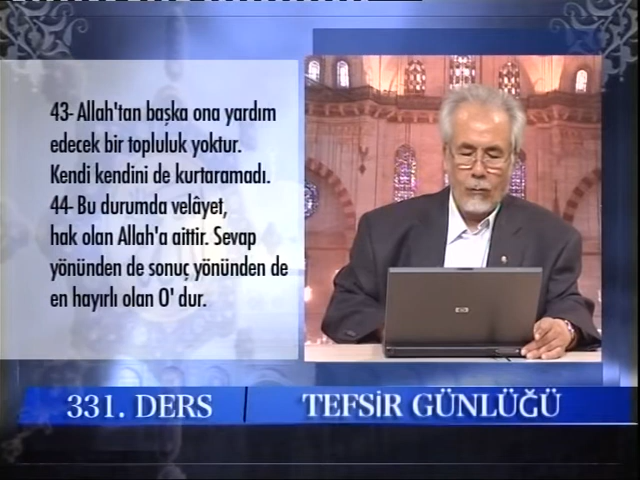 43- Allah'tan başka ona yardım
edecek bir topluluk yoktur.
Kendi kendini de kurtaramadı.
44- Bu durumda velâyet,
hak olan Allah'a aittir. Sevap
yönünden de sonuç yönünden de
en hayırlı olan O' dur.
hp
331. DERS
TEFSİR GÜNLÜĞÜ